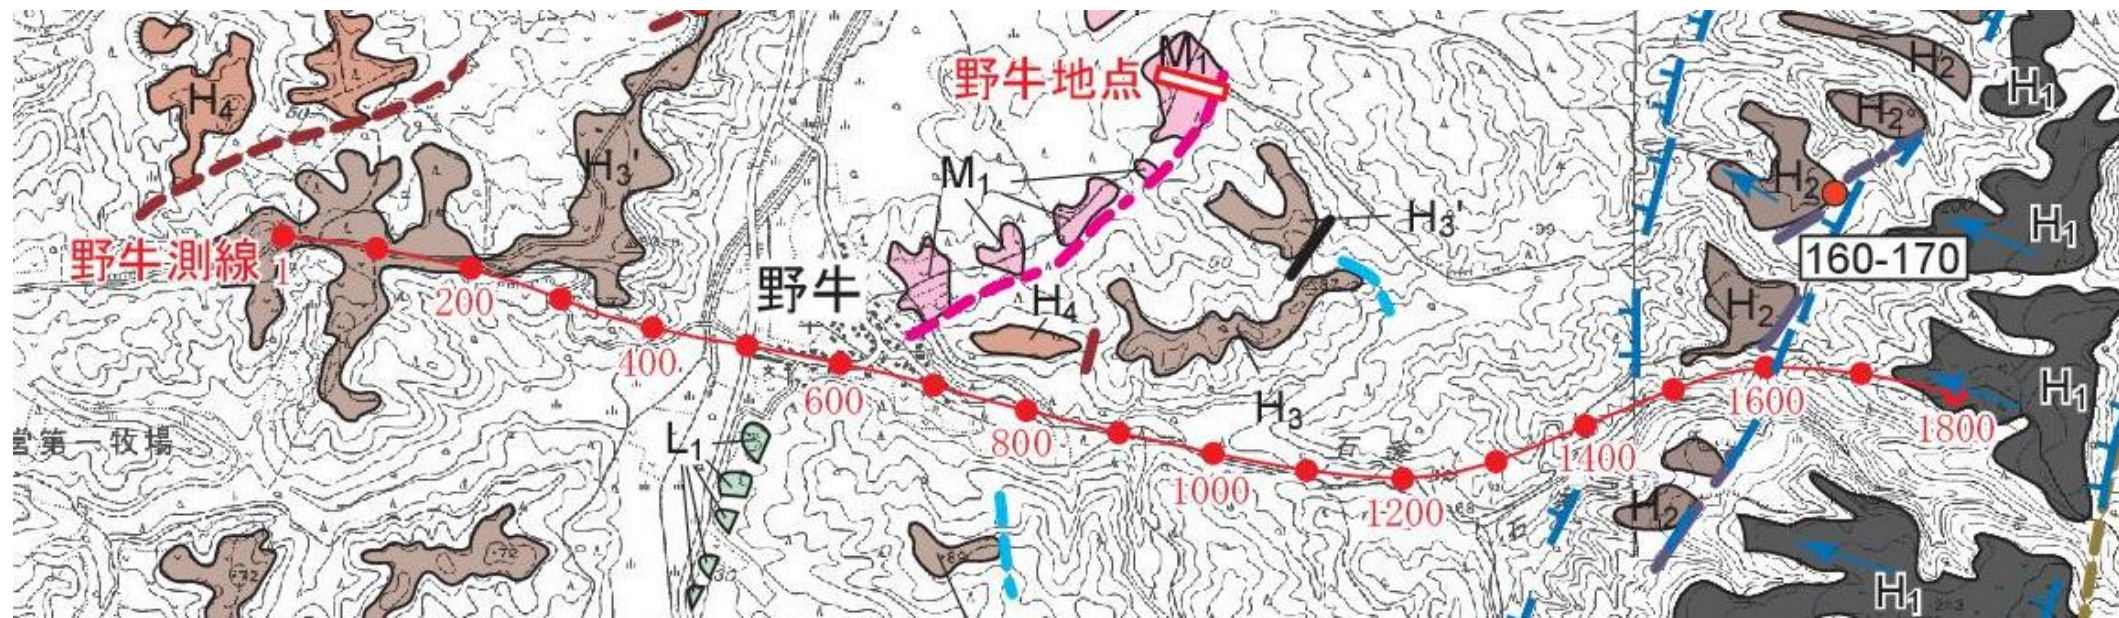 M₁
野牛地点
H₂
H₁
H₄
H₂
H₃'
M₁
H₂
H₃'
H₁
野牛測線
1
160-170
200
野牛
H₄
H₂
400
600
H₃
1600
H₁
800
1800
営第一牧場
L₁
1000
1400
1200
H₂
H₁